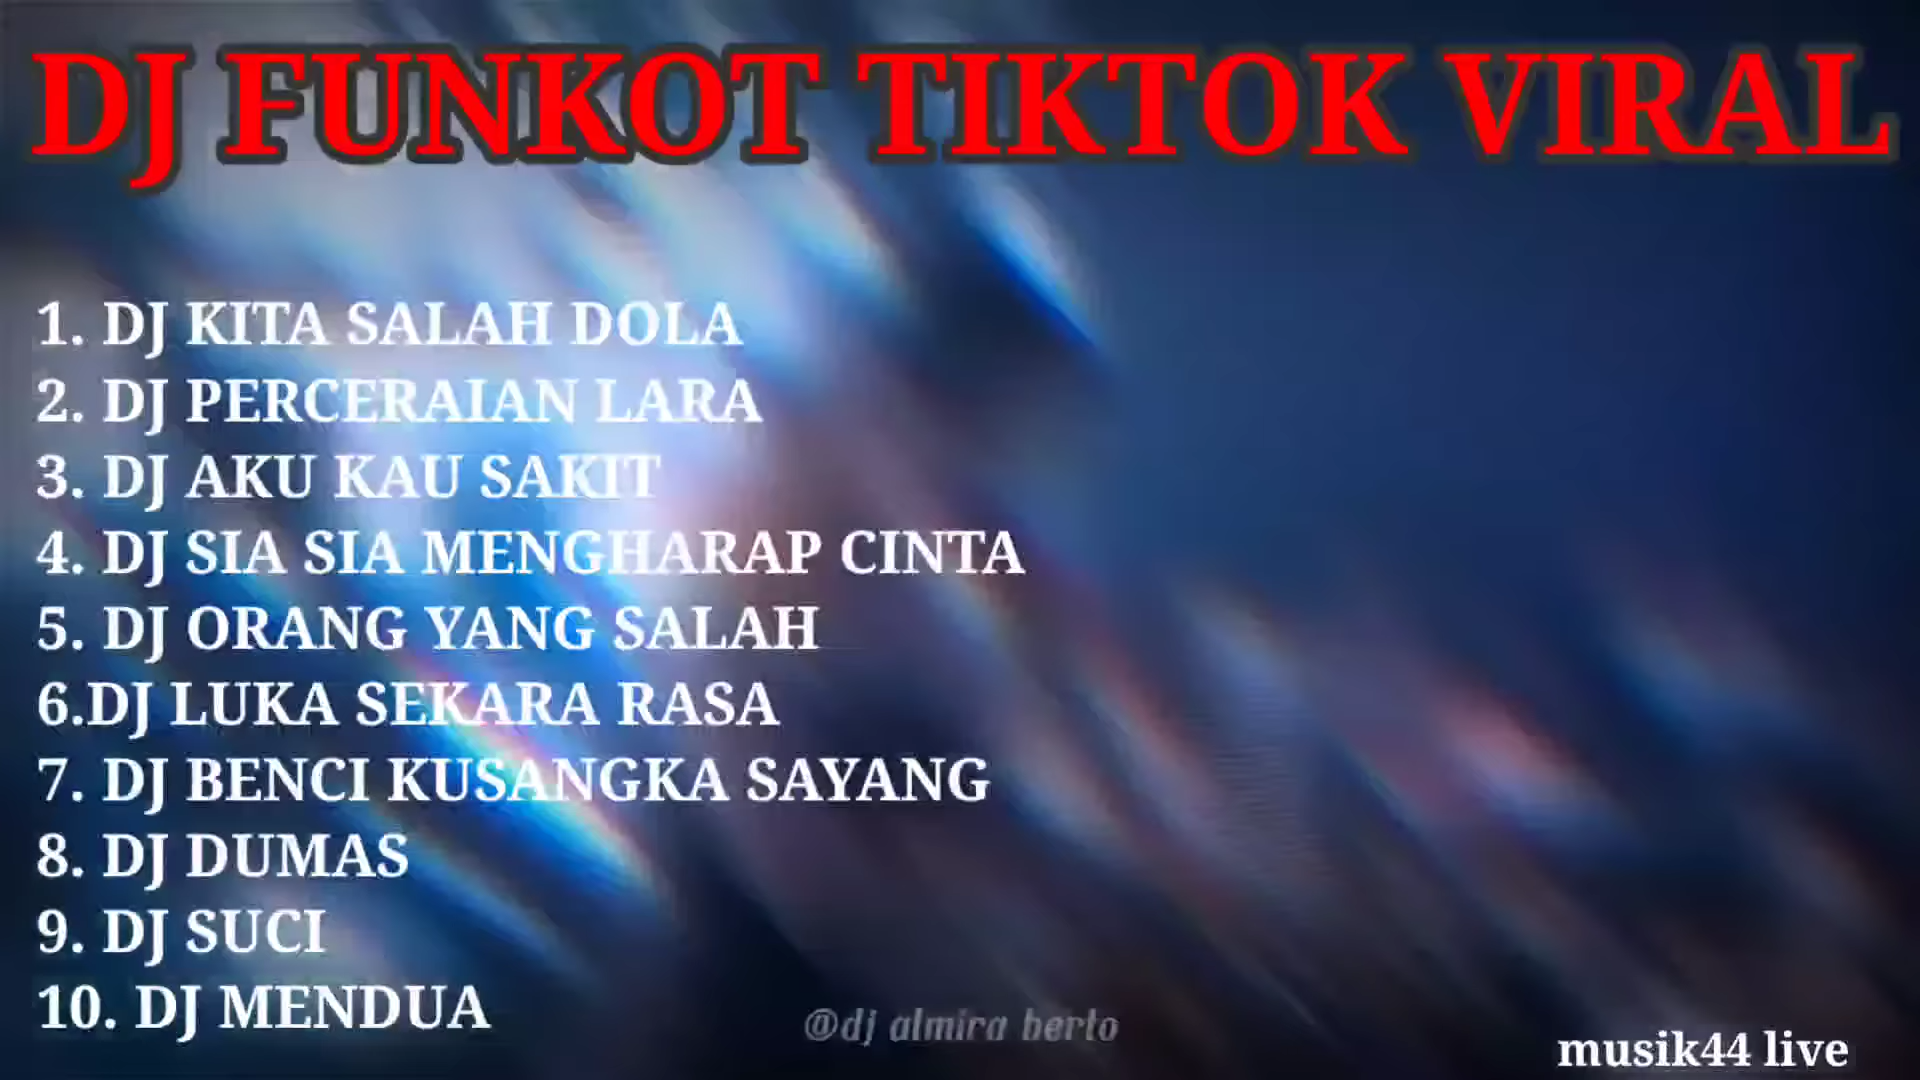 DJ FUNKOT TIKTOK VIRAL
1. DJ KITA SALAH DOLA
2. DJ PERCERAIAN LARA
3. DJ AKU KAU SAKIT
4. DJ SIA SIA MENGHARAP CINTA
5. DJ ORANG YANG SALAH
6.DJ LUKA SEKARA RASA
7. DJ BENCI KUSANGKA SAYANG
8. DJ DUMAS
9. DJ SUCI
10. DJ MENDUA
@dj almira berto
musik44 live